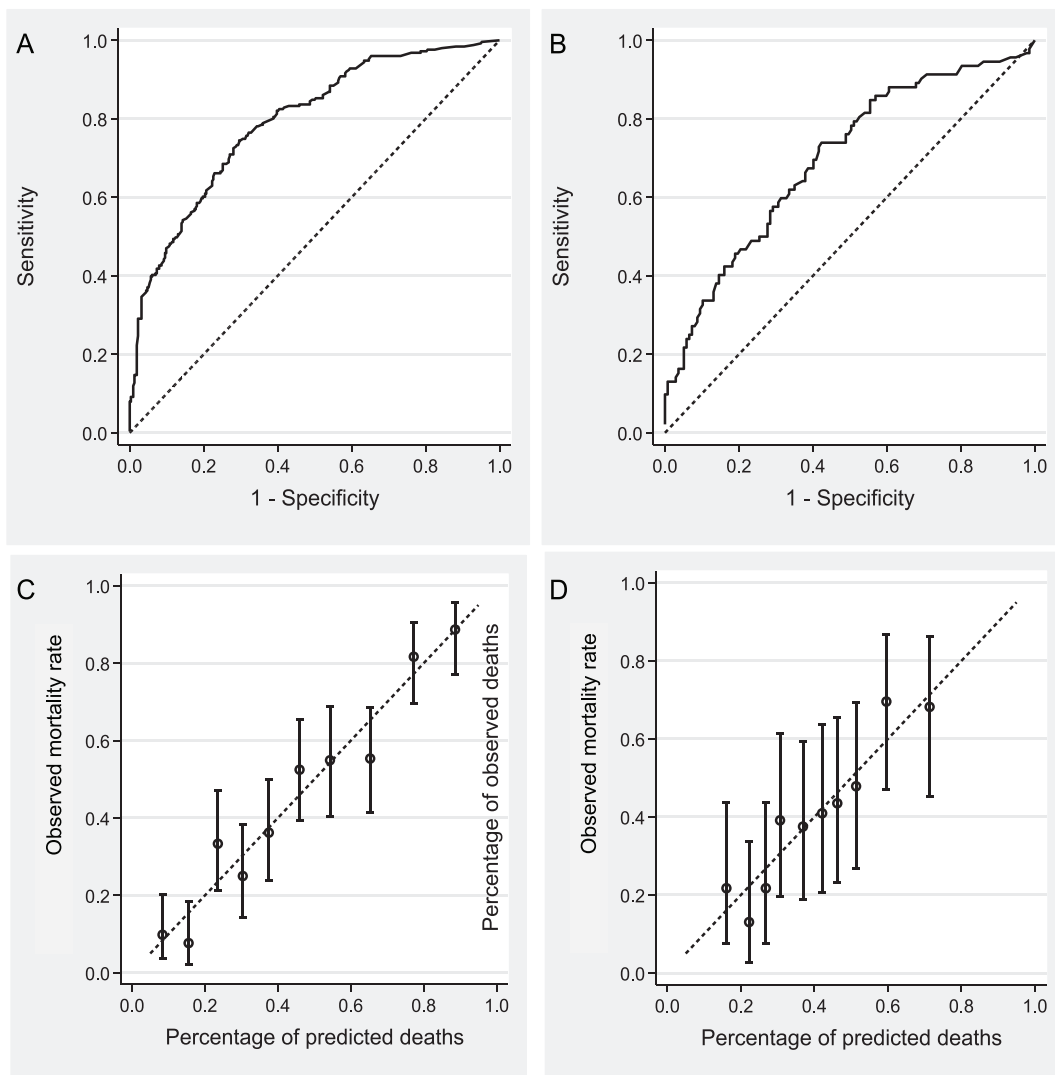 A
1.0
0.8
0.6
0.4
0.2
0.0
Sensitivity
0.0 0.2 0.4 0.6 0.8 1.0
1 - Specificity
B
1.0
0.8
0.6
0.4
0.2
0.0
Sensitivity
0.0 0.2 0.4 0.6 0.8 1.0
1 - Specificity
C
1.0
0.8
0.6
0.4
0.2
0.0
Observed mortality rate
0.0 0.2 0.4 0.6 0.8 1.0
Percentage of predicted deaths
Percentage of observed deaths
D
1.0
0.8
0.6
0.4
0.2
0.0
Observed mortality rate
0.0 0.2 0.4 0.6 0.8 1.0
Percentage of predicted deaths